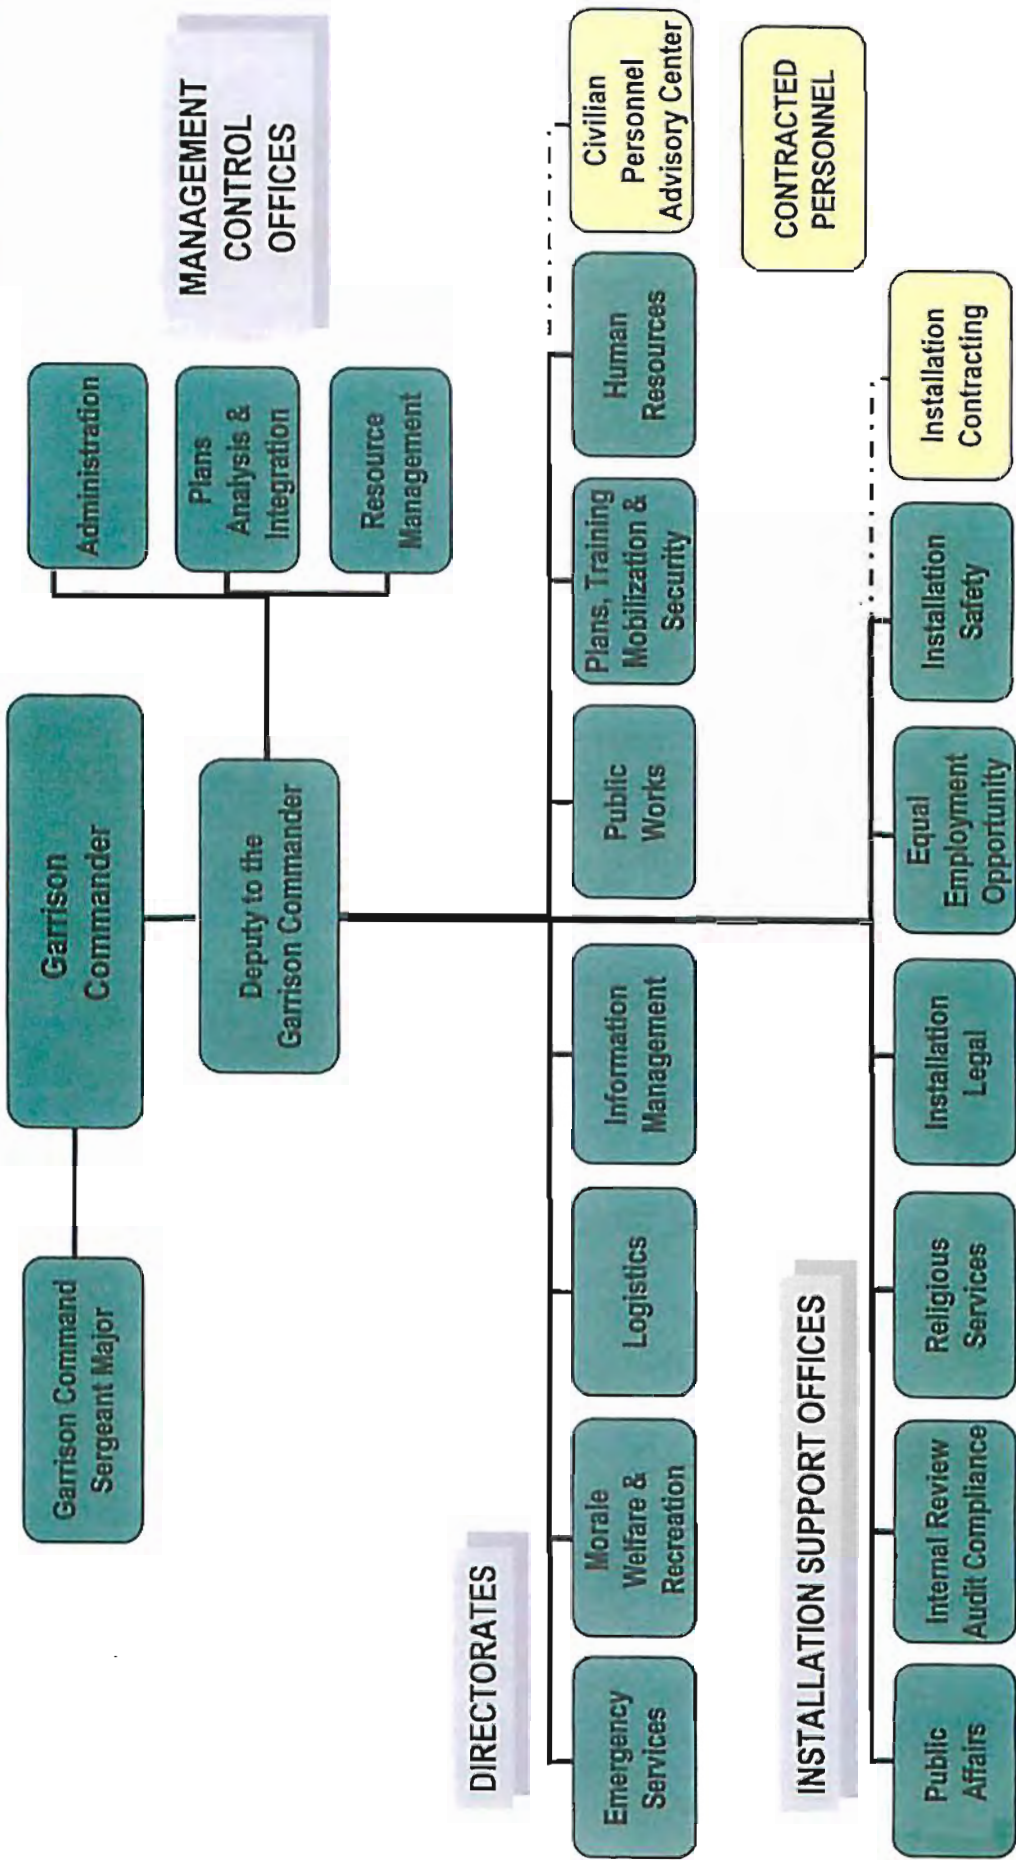 Garrison
Commander
Garrison Command
Sergeant Major
Deputy to the
Garrison Commander
Administration
Plans
Analysis &
Integration
Resource
Management
MANAGEMENT
CONTROL
OFFICES
DIRECTORATES
Emergency
Services
Morale
Welfare &
Recreation
Logistics
Information
Management
Public
Works
Plans, Training
Mobilization &
Security
Human
Resources
Civilian
Personnel
Advisory Center
INSTALLATION SUPPORT OFFICES
Public
Affairs
Internal Review
Audit Compliance
Religious
Services
Installation
Legal
Equal
Employment
Opportunity
Installation
Safety
Installation
Contracting
CONTRACTED
PERSONNEL